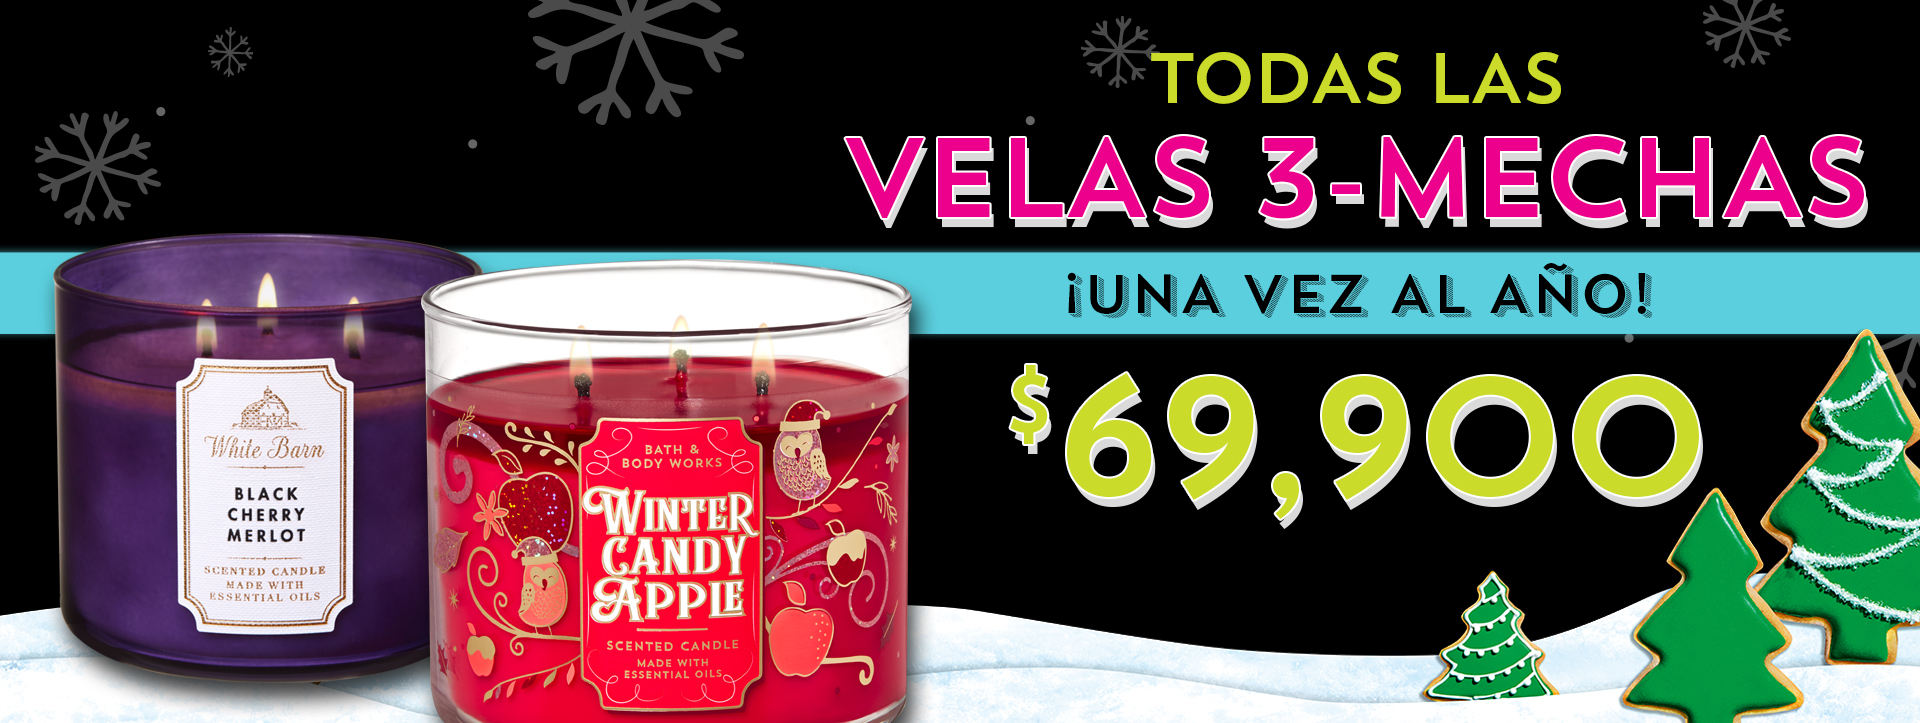 TODAS LAS
VELAS 3-MECHAS
¡UNA VEZ AL AÑO!
$69,900
White Barn
BLACK
CHERRY
MERLOT
SCENTED CANDLE
MADE WITH
ESSENTIAL OILS
BATH &
BODY WORKS
WINTER
CANDY
APPLE
SCENTED CANDLE
MADE WITH
ESSENTIAL OILS